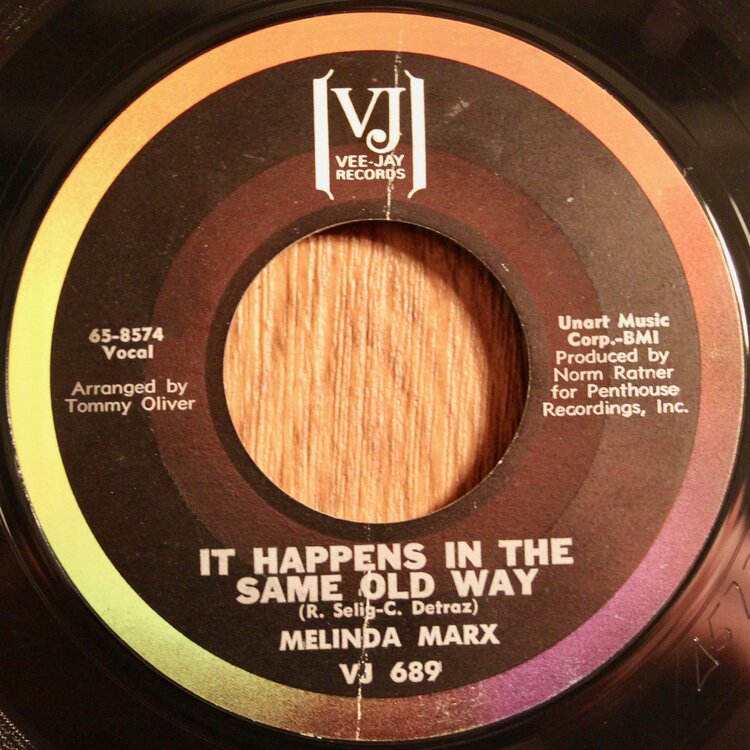 VJ
VEE-JAY
RECORDS
65-8574
Vocal
Arranged by
Tommy Oliver
Unart Music
Corp.-BMI
Produced by
Norm Ratner
for Penthouse
Recordings, Inc.
IT HAPPENS IN THE
SAME OLD WAY
(R. Selig-C. Detraz)
MELINDA MARX
VJ 689